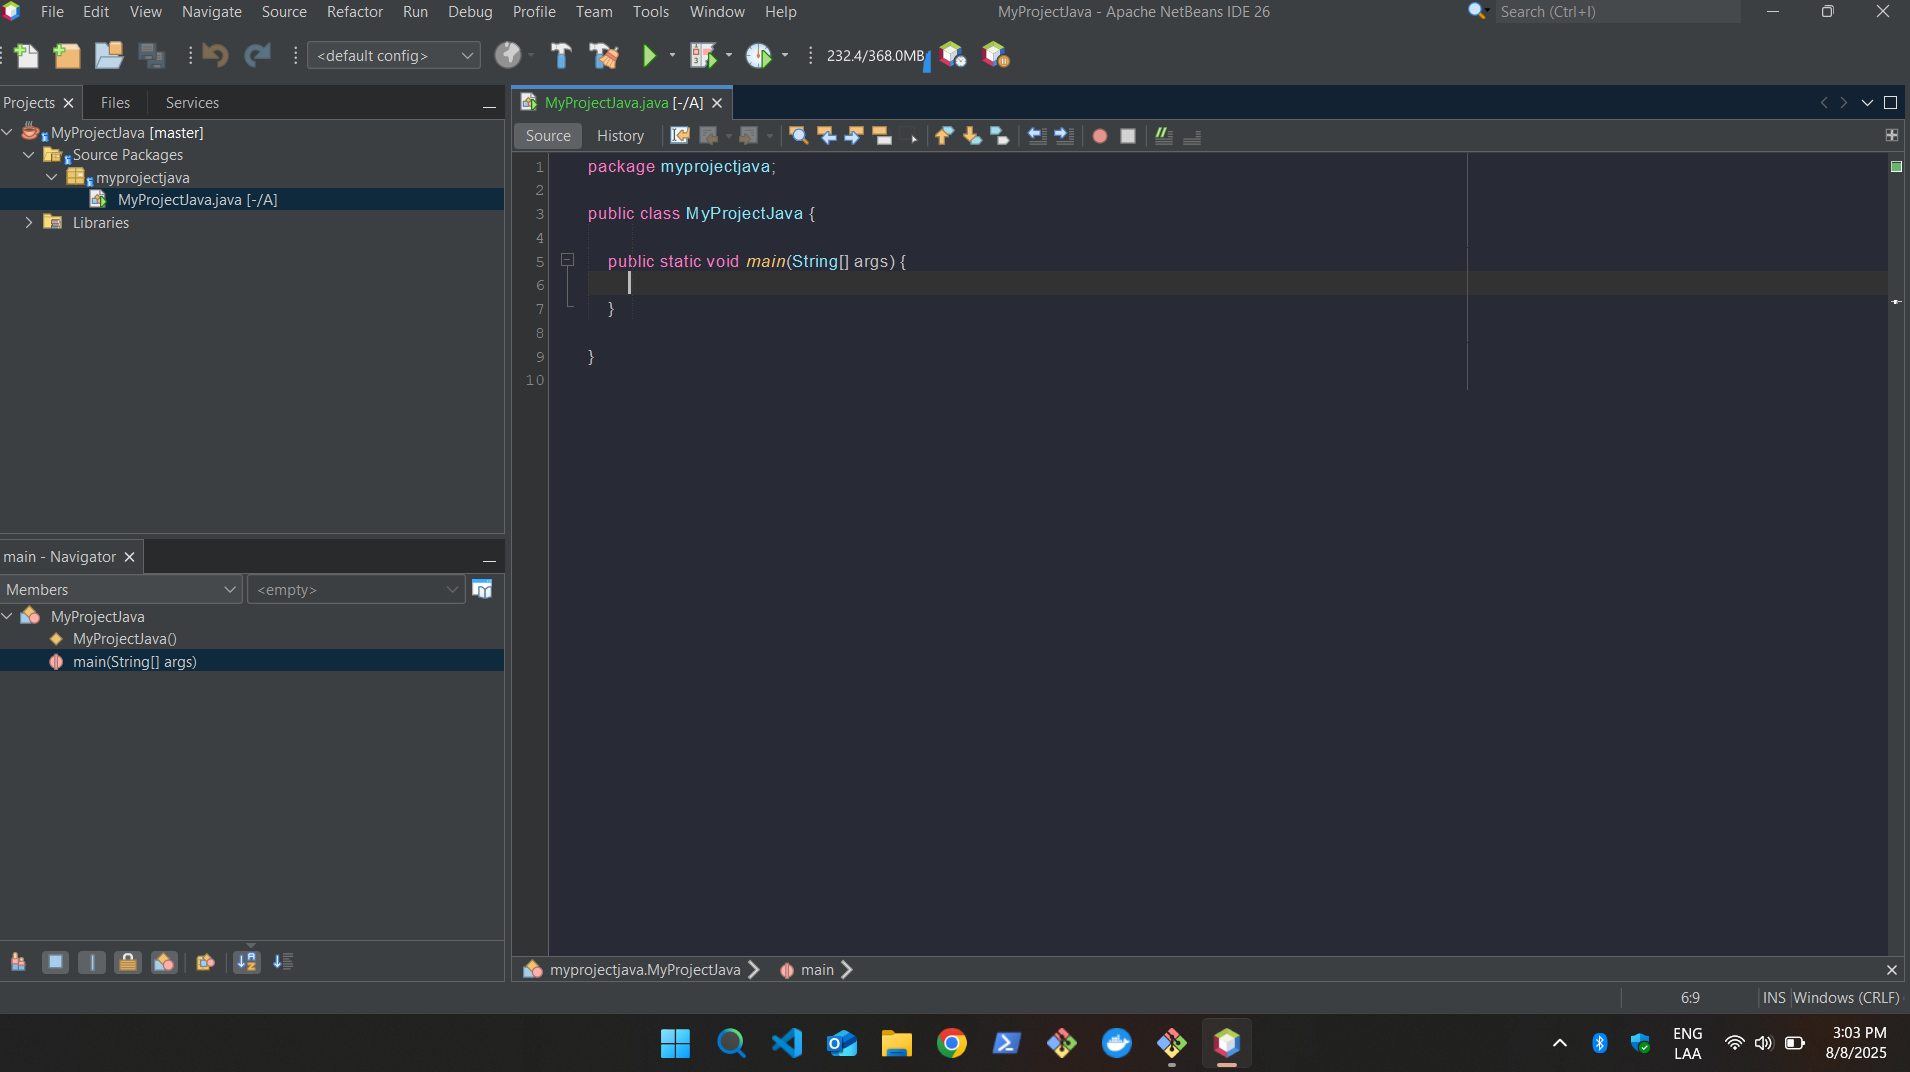 File Edit View Navigate Source Refactor Run Debug Profile Team Tools Window Help
MyProjectJava - Apache NetBeans IDE 26
Search (Ctrl+I)
<default config>
232.4/368.0MB
Projects
Files
Services
MyProjectJava [master]
Source Packages
myprojectjava
MyProjectJava.java [-/A]
Libraries
MyProjectJava.java [-/A]
Source
History
1 package myprojectjava;
2
3 public class MyProjectJava {
4
5 public static void main(String[] args) {
6
7 }
8
9 }
10
main - Navigator
Members
<empty>
MyProjectJava
MyProjectJava()
main(String[] args)
myprojectjava.MyProjectJava
main
6:9
INS
Windows (CRLF)
ENG
LAA
3:03 PM
8/8/2025